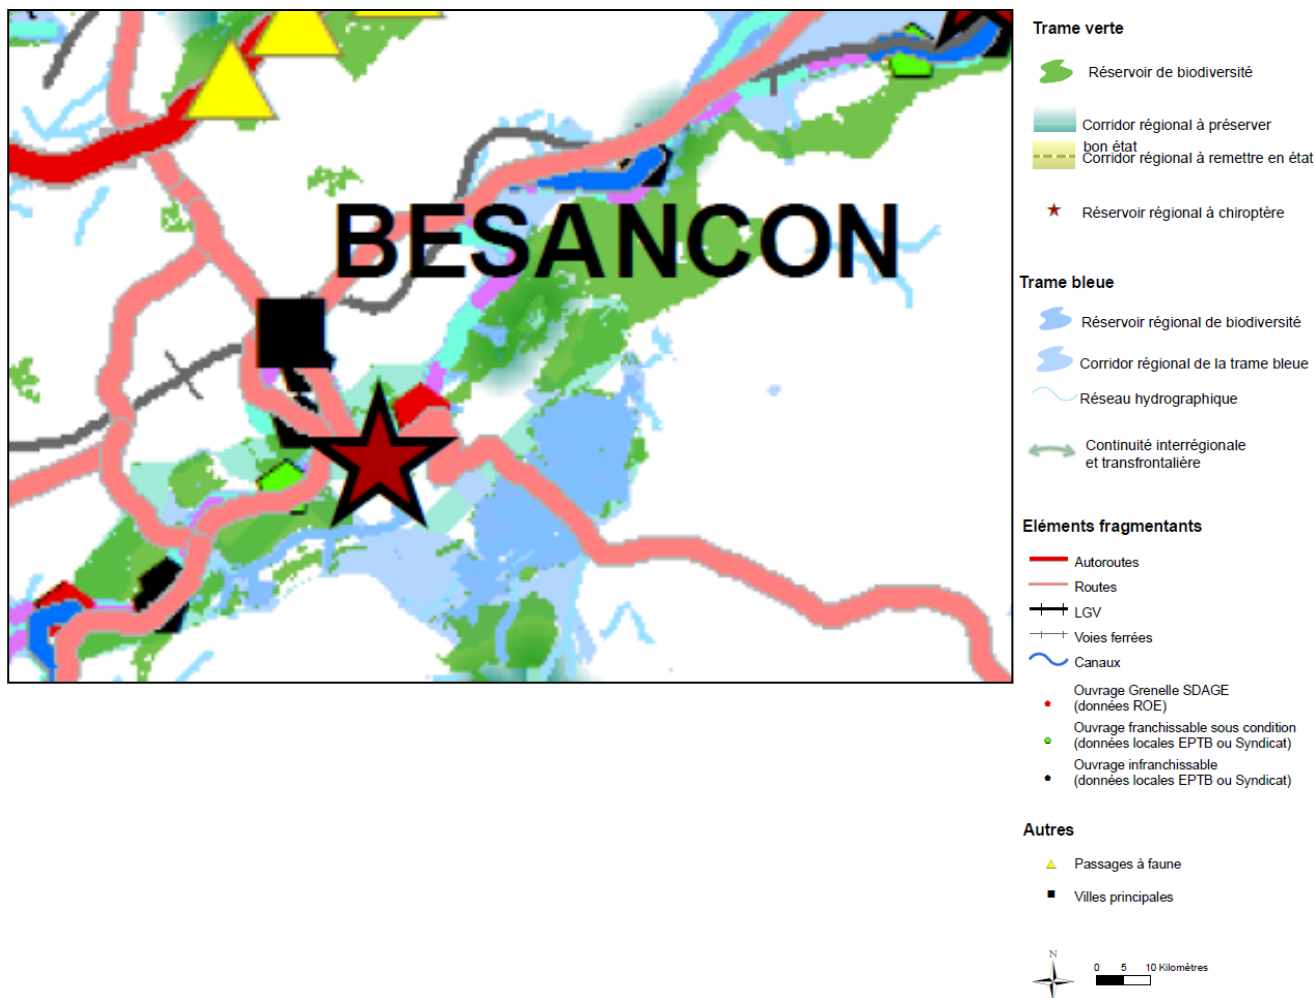 BESANCON
Trame verte
Réservoir de biodiversité
Corridor régional à préserver
bon état
Corridor régional à remettre en état
Réservoir régional à chiroptère
Trame bleue
Réservoir régional de biodiversité
Corridor régional de la trame bleue
Réseau hydrographique
Continuité interrégionale
et transfrontalière
Eléments fragmentants
Autoroutes
Routes
LGV
Voies ferrées
Canaux
Ouvrage Grenelle SDAGE
(données ROE)
Ouvrage franchissable sous condition
(données locales EPTB ou Syndicat)
Ouvrage infranchissable
(données locales EPTB ou Syndicat)
Autres
Passages à faune
Villes principales
N
0 5 10 Kilomètres